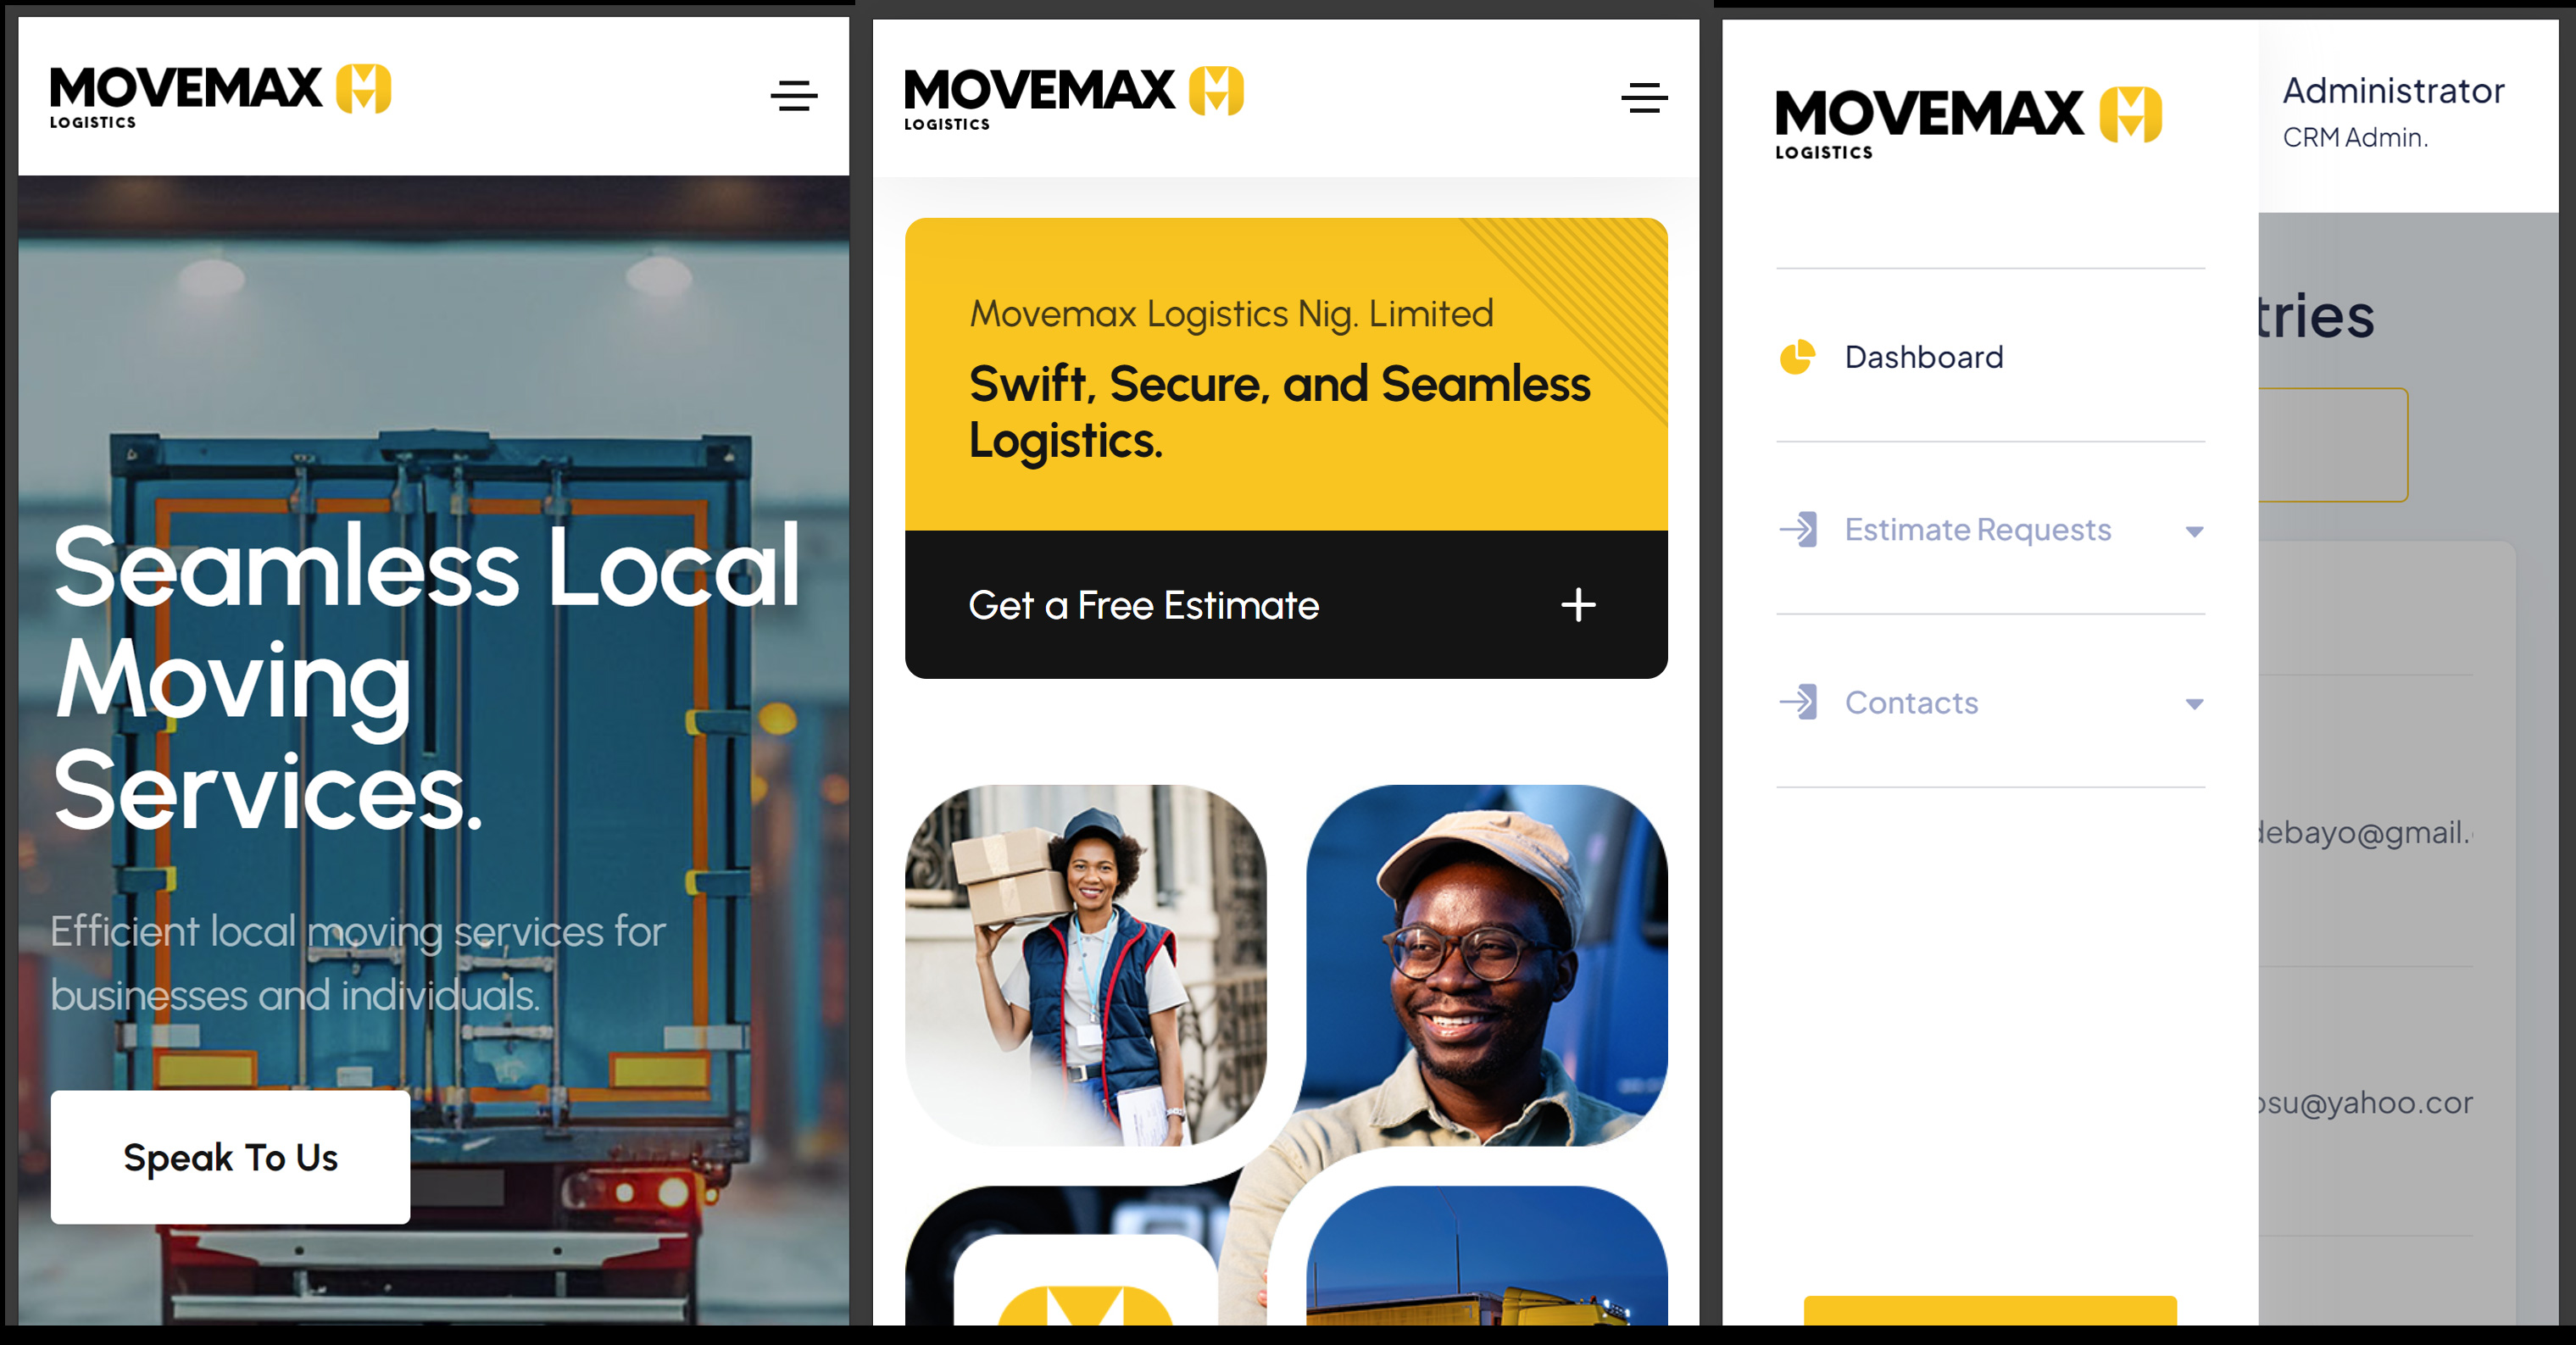 MOVEMAX
LOGISTICS
Seamless Local
Moving
Services.
Efficient local moving services for
businesses and individuals.
Speak To Us
MOVEMAX
LOGISTICS
Movemax Logistics Nig. Limited
Swift, Secure, and Seamless
Logistics.
Get a Free Estimate
MOVEMAX
LOGISTICS
Dashboard
Estimate Requests
Contacts
Administrator
CRM Admin.
tries
debayo@gmail.
osu@yahoo.cor